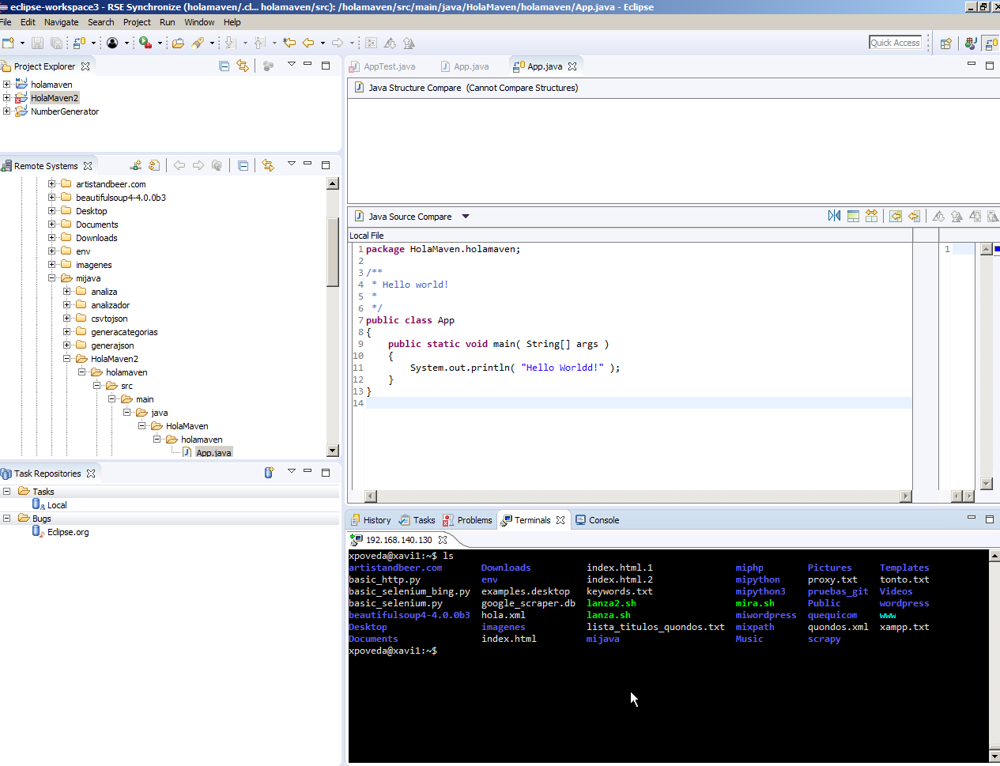 eclipse-workspace3 - RSE Synchronize (holamaven/.cl... holamaven/src): /holamaven/src/main/java/HolaMaven/holamaven/App.java - Eclipse
File Edit Navigate Search Project Run Window Help
Quick Access
Project Explorer
holamaven
HolaMaven2
NumberGenerator
Remote Systems
artistandbeer.com
beautifulsoup4-4.0.0b3
Desktop
Documents
Downloads
env
imagenes
mijava
analiza
analizador
csvtojson
generacategorias
generajson
HolaMaven2
holamaven
src
main
java
HolaMaven
holamaven
App.java
Task Repositories
Tasks
Local
Bugs
Eclipse.org
AppTest.java App.java App.java
Java Structure Compare (Cannot Compare Structures)
Java Source Compare
Local File
1 package HolaMaven.holamaven; 1
2
3 /**
4 * Hello world!
5 *
6 */
7 public class App
8 {
9 public static void main( String[] args )
10 {
11 System.out.println( "Hello Worldd!" );
12 }
13 }
14
History Tasks Problems Terminals Console
192.168.140.130
xpoveda@xavi1:~$ ls
artistandbeer.com Downloads index.html.1 miphp Pictures Templates
basic_http.py env index.html.2 mipython proxy.txt tonto.txt
basic_selenium_bing.py examples.desktop keywords.txt mipython3 pruebas_git Videos
basic_selenium.py google_scraper.db lanza2.sh mira.sh Public wordpress
beautifulsoup4-4.0.0b3 hola.xml lanza.sh miwordpress quequicom www
Desktop imagenes lista_titulos_quondos.txt mixpath quondos.xml xampp.txt
Documents index.html mijava Music scrapy
xpoveda@xavi1:~$